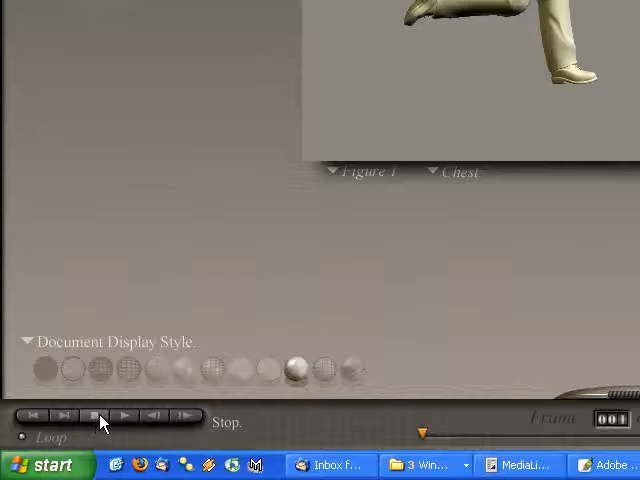 Figure 1 Chest
Document Display Style.
Stop.
Loop
Frame 001
start Inbox f... 3 Win... MediaLi... Adobe ...